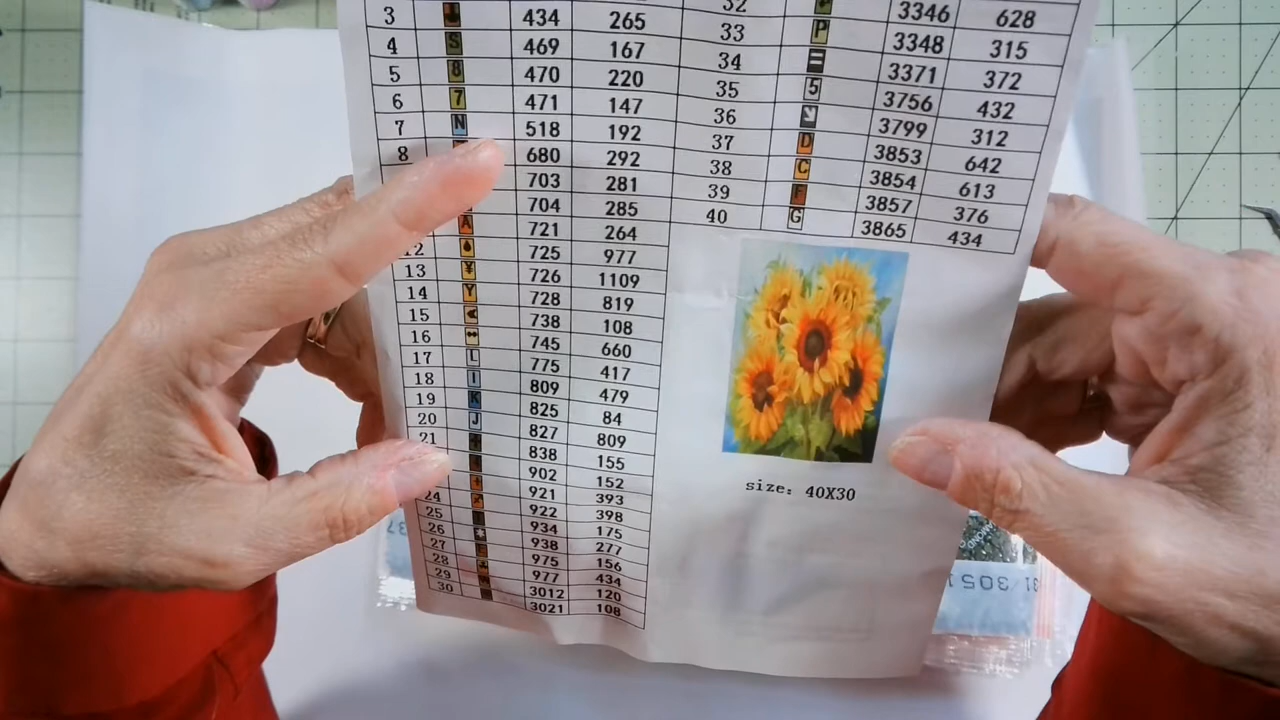 3 434 265
4 S 469 167
5 8 470 220
6 7 471 147
7 N 518 192
8 680 292
703 281
704 285
A 721 264
12 725 977
13 ¥ 726 1109
14 Y 728 819
15 738 108
16 745 660
17 L 775 417
18 I 809 479
19 K 825 84
20 J 827 809
21 838 155
902 152
921 393
24 922 398
25 934 175
26 938 277
27 E 975 156
28 977 434
29 3012 120
30 3021 108
32 3346 628
33 P 3348 315
34 = 3371 372
35 5 3756 432
36 ↘ 3799 312
37 D 3853 642
38 C 3854 613
39 F 3857 376
40 G 3865 434
size: 40X30